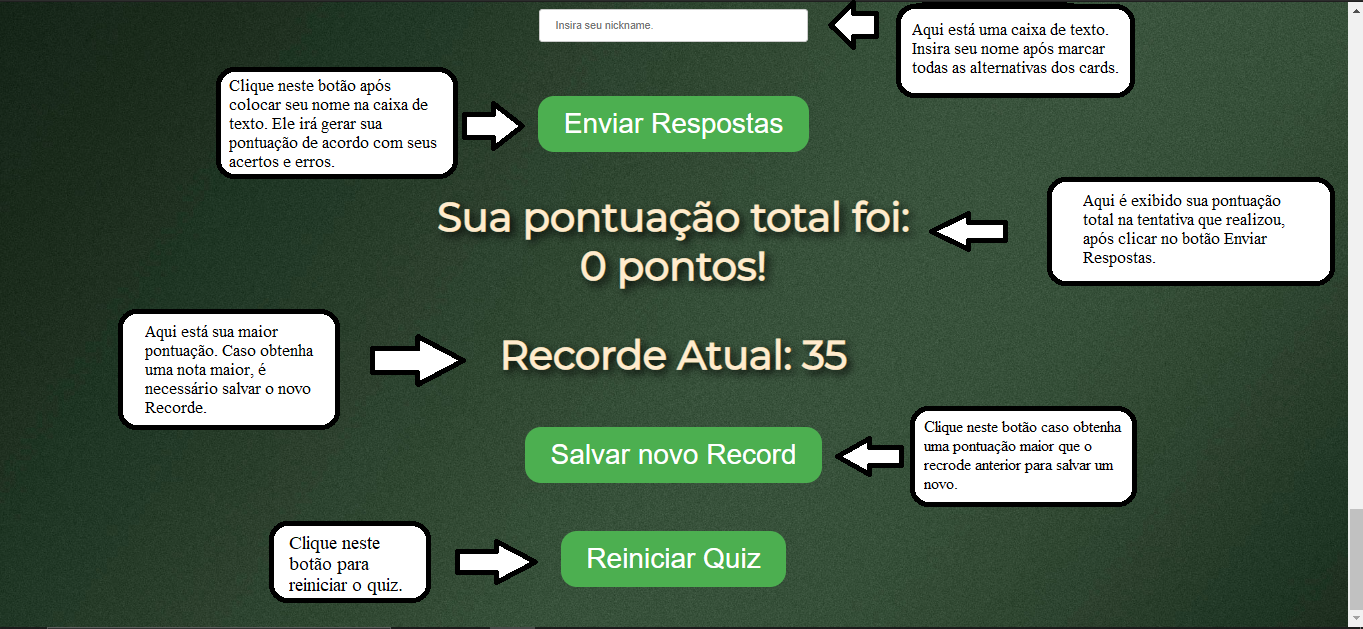 Insira seu nickname.
Aqui está uma caixa de texto.
Insira seu nome após marcar
todas as alternativas dos cards.
Clique neste botão após
colocar seu nome na caixa de
texto. Ele irá gerar sua
pontuação de acordo com seus
acertos e erros.
Enviar Respostas
Sua pontuação total foi:
0 pontos!
Aqui é exibido sua pontuação
total na tentativa que realizou,
após clicar no botão Enviar
Respostas.
Aqui está sua maior
pontuação. Caso obtenha
uma nota maior, é
necessário salvar o novo
Recorde.
Recorde Atual: 35
Salvar novo Record
Clique neste botão caso obtenha
uma pontuação maior que o
recrode anterior para salvar um
novo.
Clique neste
botão para
reiniciar o quiz.
Reiniciar Quiz